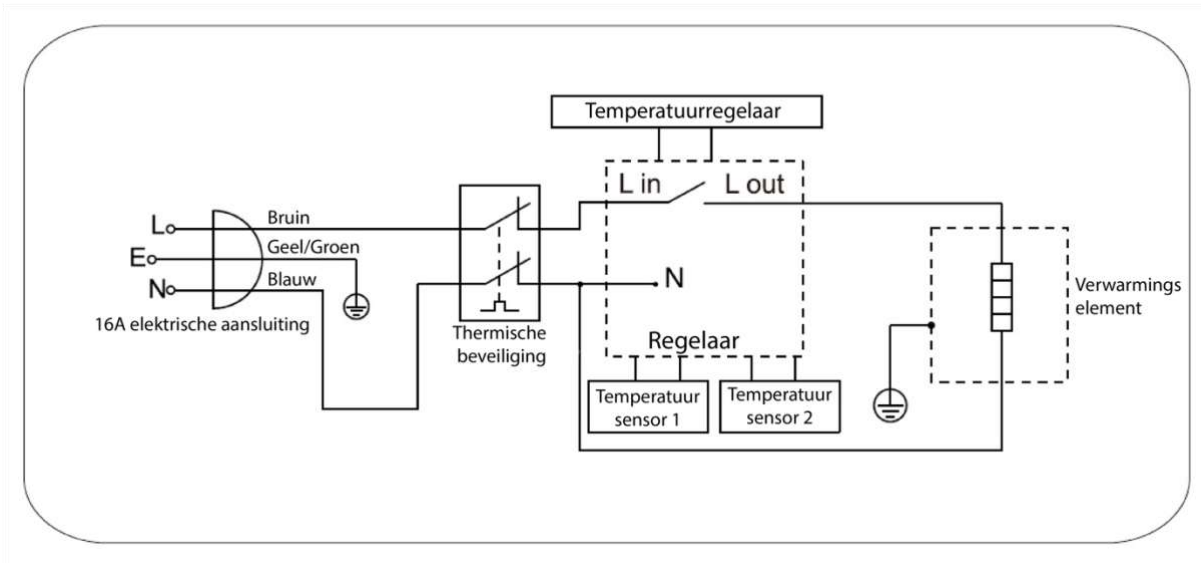 Temperatuurregelaar
L in
L out
L
Bruin
E
Geel/Groen
N
Blauw
16A elektrische aansluiting
Thermische
beveiliging
N
Regelaar
Temperatuur
sensor 1
Temperatuur
sensor 2
Verwarmings
element